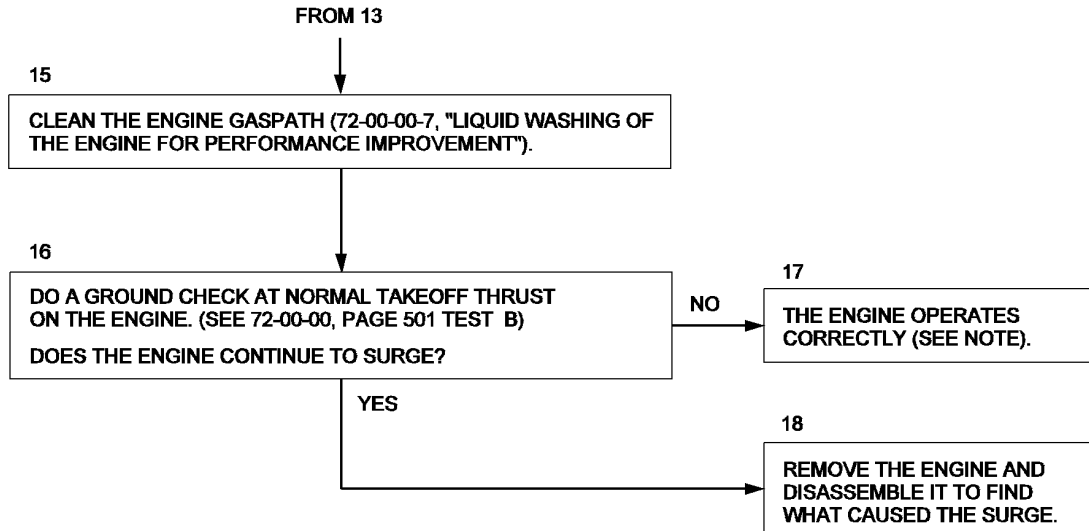 FROM 13
15
CLEAN THE ENGINE GASPATH (72-00-00-7, "LIQUID WASHING OF
THE ENGINE FOR PERFORMANCE IMPROVEMENT").
16
DO A GROUND CHECK AT NORMAL TAKEOFF THRUST
ON THE ENGINE. (SEE 72-00-00, PAGE 501 TEST B)
DOES THE ENGINE CONTINUE TO SURGE?
NO
17
THE ENGINE OPERATES
CORRECTLY (SEE NOTE).
YES
18
REMOVE THE ENGINE AND
DISASSEMBLE IT TO FIND
WHAT CAUSED THE SURGE.